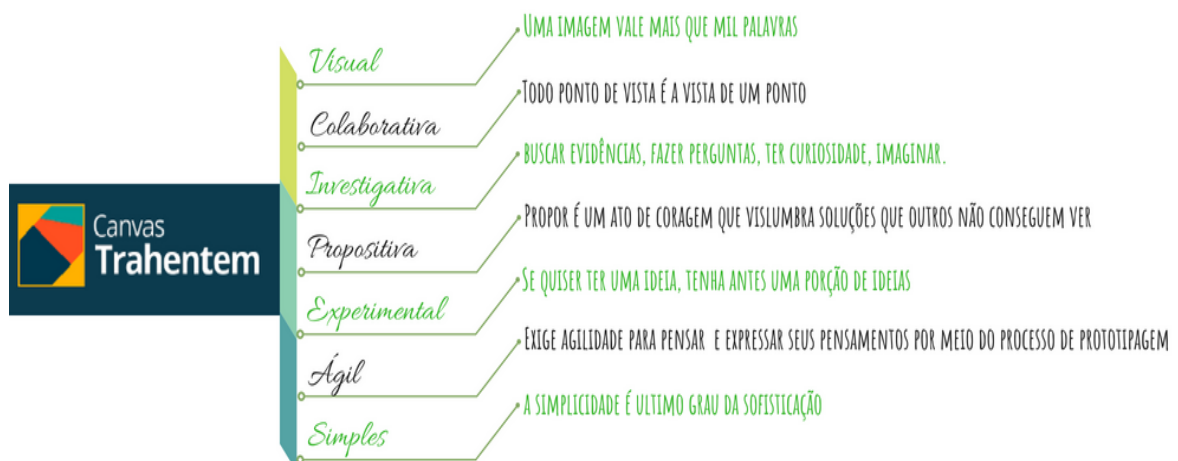 Canvas
Trahentem
Visual
UMA IMAGEM VALE MAIS QUE MIL PALAVRAS
Colaborativa
TODO PONTO DE VISTA É A VISTA DE UM PONTO
Investigativa
BUSCAR EVIDÊNCIAS, FAZER PERGUNTAS, TER CURIOSIDADE, IMAGINAR.
Propositiva
PROPOR É UM ATO DE CORAGEM QUE VISLUMBRA SOLUÇÕES QUE OUTROS NÃO CONSEGUEM VER
Experimental
SE QUISER TER UMA IDEIA, TENHA ANTES UMA PORÇÃO DE IDEIAS
Ágil
EXIGE AGILIDADE PARA PENSAR E EXPRESSAR SEUS PENSAMENTOS POR MEIO DO PROCESSO DE PROTOTIPAGEM
Simples
A SIMPLICIDADE É ULTIMO GRAU DA SOFISTICAÇÃO